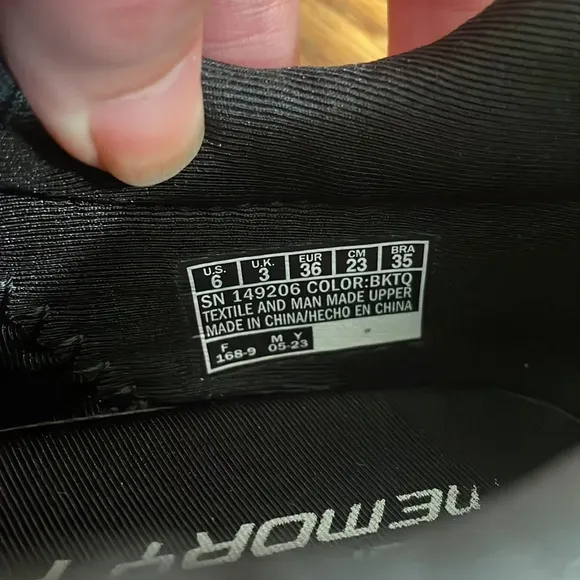 U.S. U.K. EUR CM BRA
6 3 36 23 35
SN 149206 COLOR:BKTQ
TEXTILE AND MAN MADE UPPER
MADE IN CHINA/HECHO EN CHINA
F M Y
168-9 05-23
MEMORY